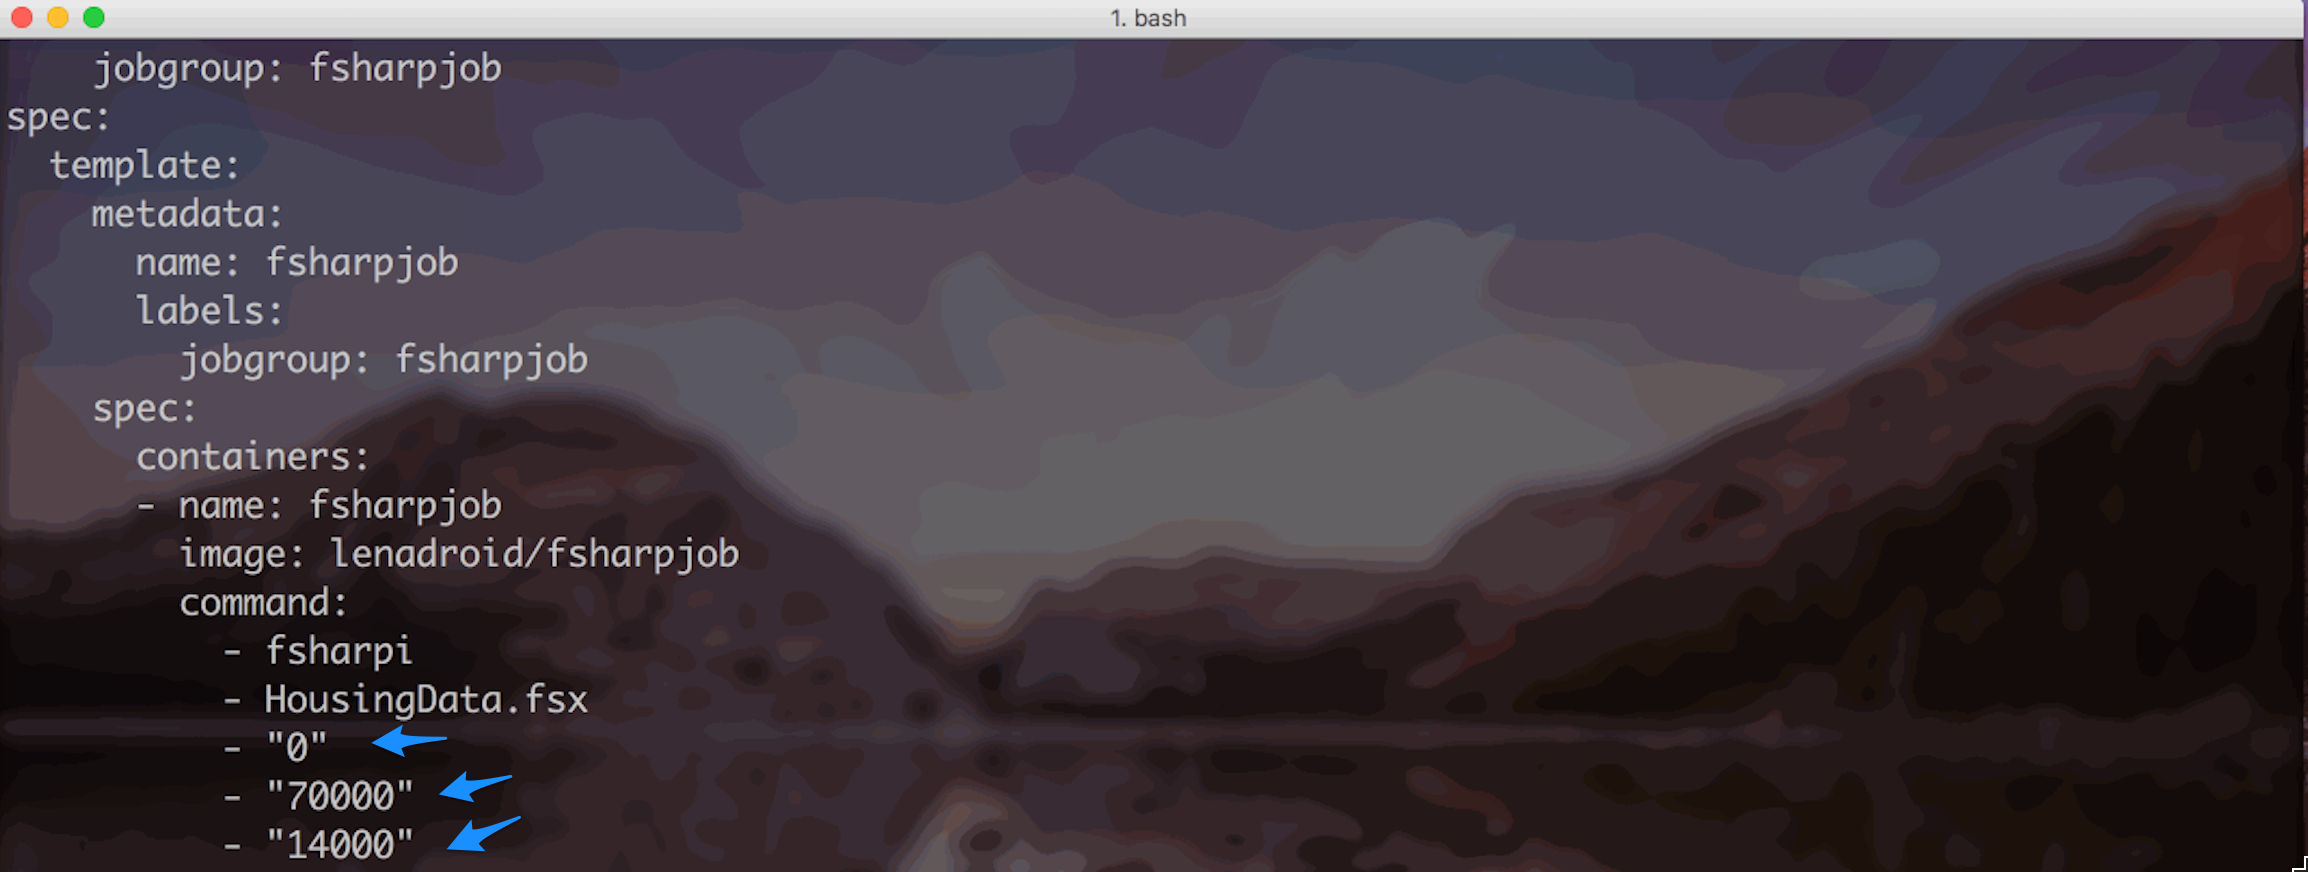 1. bash
jobgroup: fsharpjob
spec:
template:
metadata:
name: fsharpjob
labels:
jobgroup: fsharpjob
spec:
containers:
- name: fsharpjob
image: lenadroid/fsharpjob
command:
- fsharpi
- HousingData.fsx
- "0"
- "70000"
- "14000"